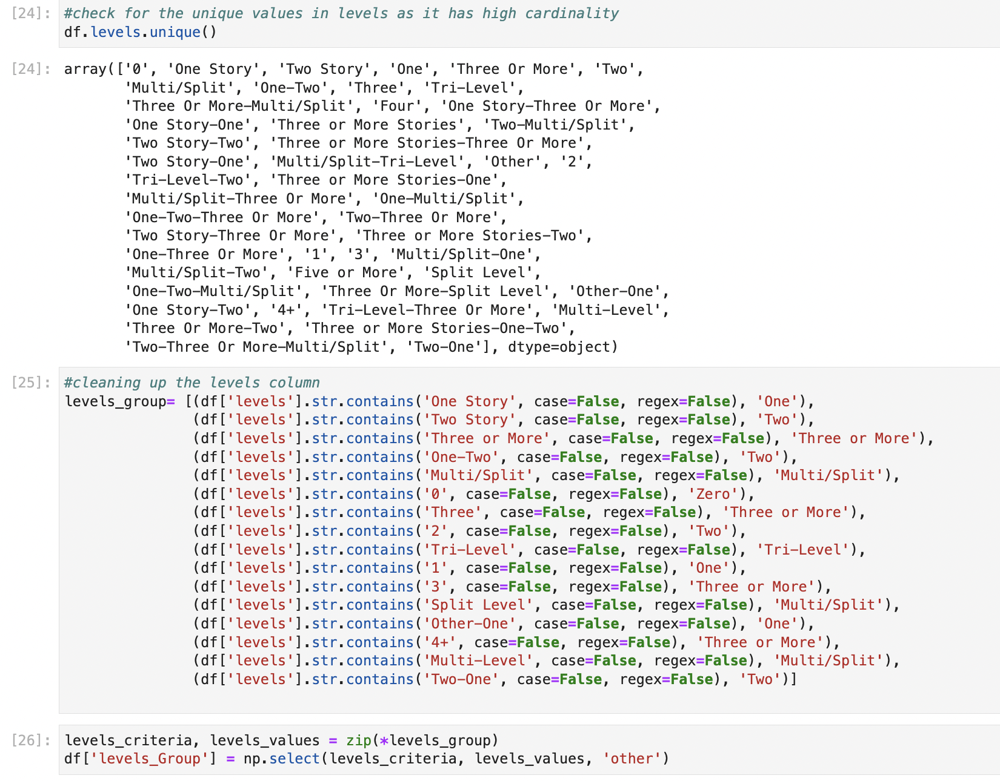 [24]: #check for the unique values in levels as it has high cardinality
df.levels.unique()
[24]: array(['0', 'One Story', 'Two Story', 'One', 'Three Or More', 'Two',
'Multi/Split', 'One-Two', 'Three', 'Tri-Level',
'Three Or More-Multi/Split', 'Four', 'One Story-Three Or More',
'One Story-One', 'Three or More Stories', 'Two-Multi/Split',
'Two Story-Two', 'Three or More Stories-Three Or More',
'Two Story-One', 'Multi/Split-Tri-Level', 'Other', '2',
'Tri-Level-Two', 'Three or More Stories-One',
'Multi/Split-Three Or More', 'One-Multi/Split',
'One-Two-Three Or More', 'Two-Three Or More',
'Two Story-Three Or More', 'Three or More Stories-Two',
'One-Three Or More', '1', '3', 'Multi/Split-One',
'Multi/Split-Two', 'Five or More', 'Split Level',
'One-Two-Multi/Split', 'Three Or More-Split Level', 'Other-One',
'One Story-Two', '4+', 'Tri-Level-Three Or More', 'Multi-Level',
'Three Or More-Two', 'Three or More Stories-One-Two',
'Two-Three Or More-Multi/Split', 'Two-One'], dtype=object)
[25]: #cleaning up the levels column
levels_group= [(df['levels'].str.contains('One Story', case=False, regex=False), 'One'),
(df['levels'].str.contains('Two Story', case=False, regex=False), 'Two'),
(df['levels'].str.contains('Three or More', case=False, regex=False), 'Three or More'),
(df['levels'].str.contains('One-Two', case=False, regex=False), 'Two'),
(df['levels'].str.contains('Multi/Split', case=False, regex=False), 'Multi/Split'),
(df['levels'].str.contains('0', case=False, regex=False), 'Zero'),
(df['levels'].str.contains('Three', case=False, regex=False), 'Three or More'),
(df['levels'].str.contains('2', case=False, regex=False), 'Two'),
(df['levels'].str.contains('Tri-Level', case=False, regex=False), 'Tri-Level'),
(df['levels'].str.contains('1', case=False, regex=False), 'One'),
(df['levels'].str.contains('3', case=False, regex=False), 'Three or More'),
(df['levels'].str.contains('Split Level', case=False, regex=False), 'Multi/Split'),
(df['levels'].str.contains('Other-One', case=False, regex=False), 'One'),
(df['levels'].str.contains('4+', case=False, regex=False), 'Three or More'),
(df['levels'].str.contains('Multi-Level', case=False, regex=False), 'Multi/Split'),
(df['levels'].str.contains('Two-One', case=False, regex=False), 'Two')]
[26]: levels_criteria, levels_values = zip(*levels_group)
df['levels_Group'] = np.select(levels_criteria, levels_values, 'other')